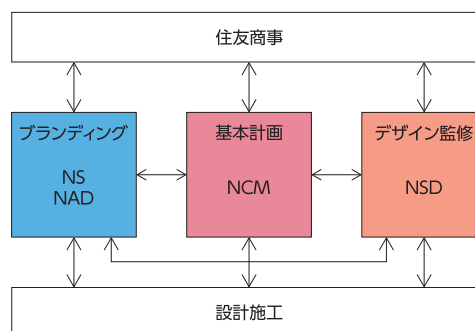 住友商事
ブランディング
NS
NAD
基本計画
NCM
デザイン監修
NSD
設計施工